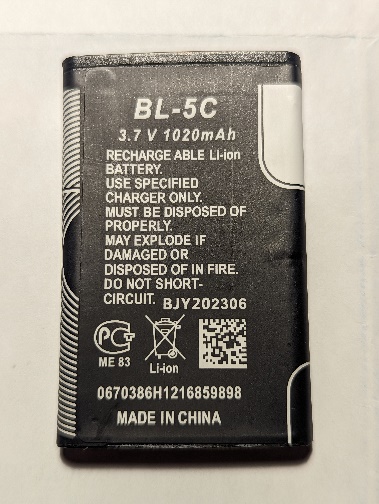 BL-5C
3.7 V 1020mAh
RECHARGE ABLE Li-ion
BATTERY.
USE SPECIFIED
CHARGER ONLY.
MUST BE DISPOSED OF
PROPERLY.
MAY EXPLODE IF
DAMAGED OR
DISPOSED OF IN FIRE.
DO NOT SHORT-
CIRCUIT. BJY202306
РС
ME 83
Li-ion
0670386H1216859898
MADE IN CHINA